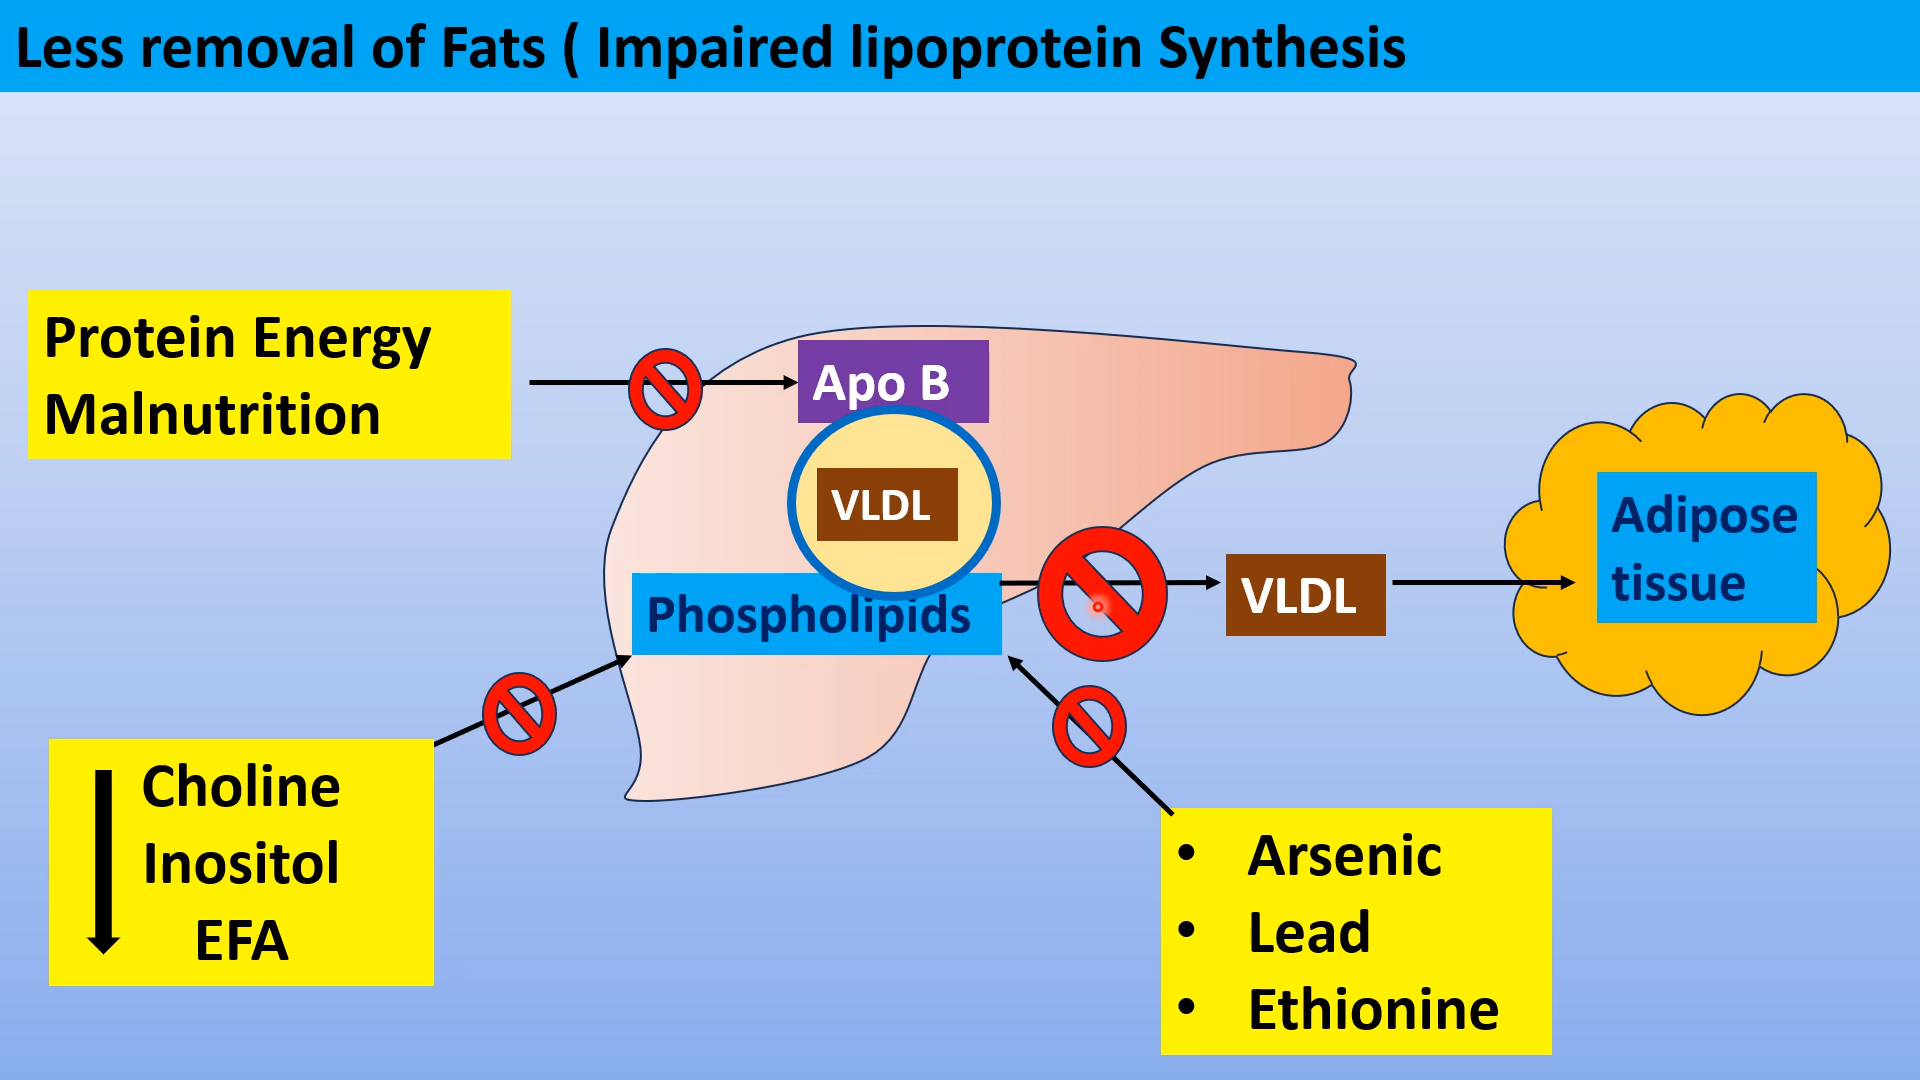 Less removal of Fats ( Impaired lipoprotein Synthesis
Protein Energy
Malnutrition
Apo B
VLDL
Phospholipids
VLDL
Adipose
tissue
Choline
Inositol
EFA
• Arsenic
• Lead
• Ethionine